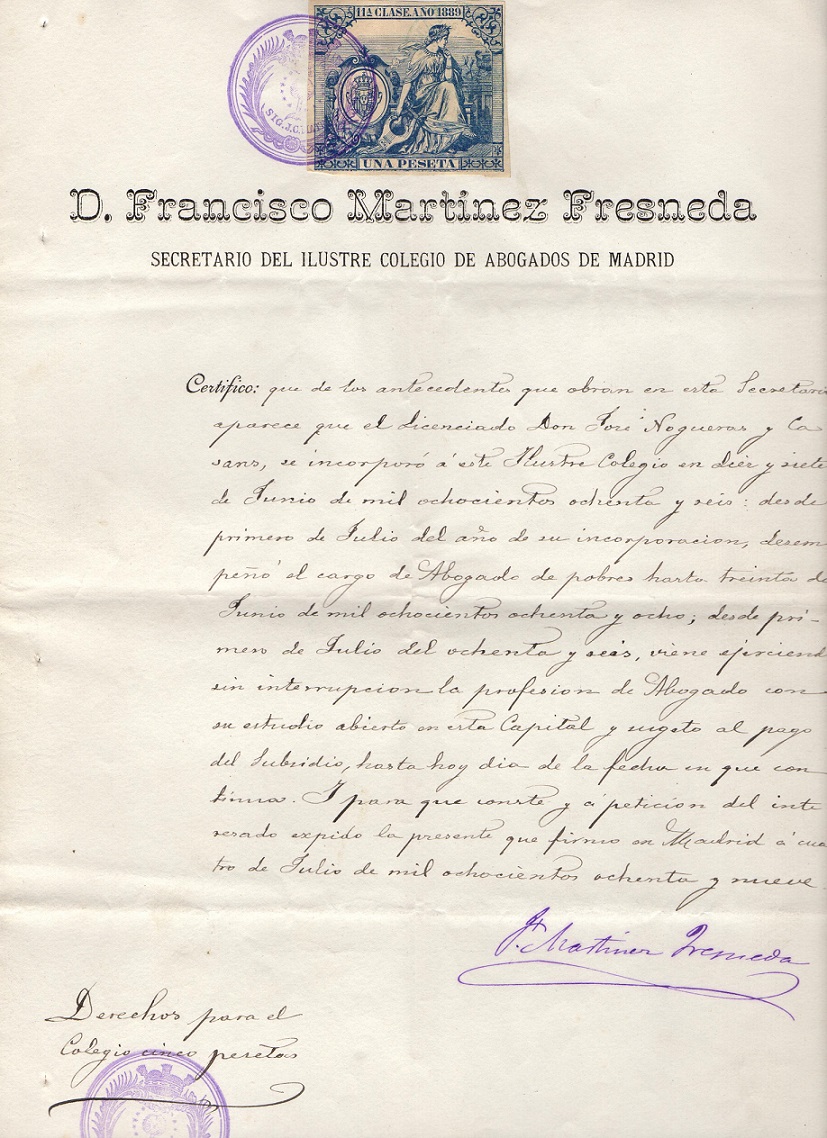 11ª CLASE. AÑO 1889
UNA PESETA
D. Francisco Martínez Fresneda
SECRETARIO DEL ILUSTRE COLEGIO DE ABOGADOS DE MADRID
Certifico: que de los antecedentes que obran en esta Secretaria
aparece que el Licenciado Don José Nogueras y Ca
sans, se incorporó á este Ilustre Colegio en diez y siete
de Junio de mil ochocientos ochenta y seis: desde
primero de Julio del año de su incorporacion, desem
peñó el cargo de Abogado de pobres hasta treinta de
Junio de mil ochocientos ochenta y ocho; desde pri-
mero de Julio del ochenta y seis, viene ejerciendo
sin interrupcion la profesion de Abogado con
su estudio abierto en esta Capital y sugeto al pago
del Subsidio, hasta hoy dia de la fecha en que con
tinua. Y para que conste y á peticion del inte
resado expido la presente que firmo en Madrid á cua
tro de Julio de mil ochocientos ochenta y nueve.
F. Martinez Fresneda
Derechos para el
Colegio cinco pesetas